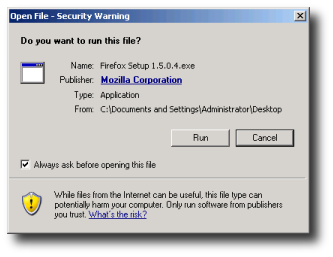 Open File - Security Warning
Do you want to run this file?
Name: Firefox Setup 1.5.0.4.exe
Publisher: Mozilla Corporation
Type: Application
From: C:\Documents and Settings\Administrator\Desktop
Run Cancel
Always ask before opening this file
While files from the Internet can be useful, this file type can
potentially harm your computer. Only run software from publishers
you trust. What's the risk?